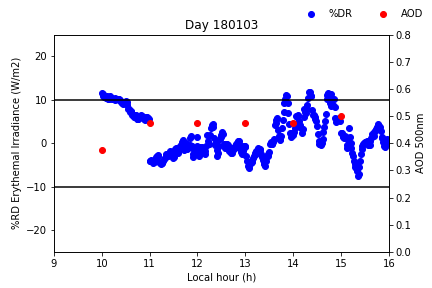 %DR AOD
Day 180103
%RD Erythermal Irradiance (W/m2)
20
10
0
−10
−20
0.8
0.7
0.6
0.5
0.4
0.3
0.2
0.1
0.0
AOD 500nm
9 10 11 12 13 14 15 16
Local hour (h)